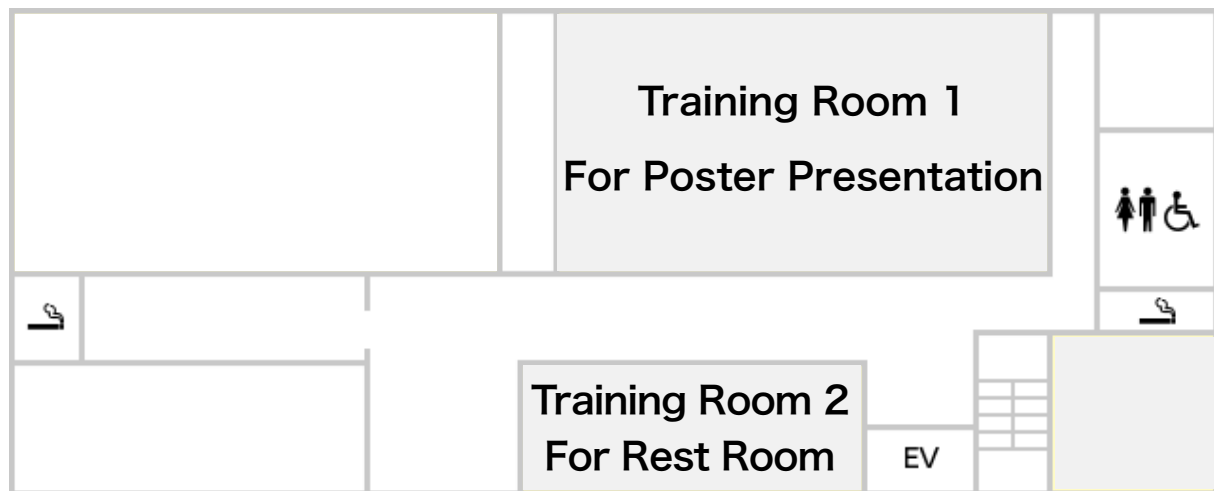 Training Room 1
For Poster Presentation
Training Room 2
For Rest Room
EV